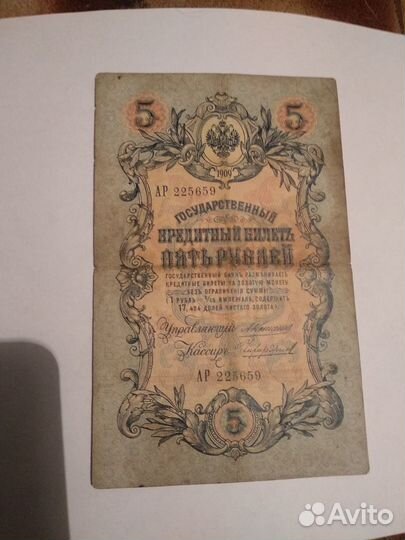 5 5
1909
АР 225659
ГОСУДАРСТВЕННЫЙ
КРЕДИТНЫЙ БИЛЕТЪ
ПЯТЬ РУБЛЕЙ
ГОСУДАРСТВЕННЫЙ БАНКЪ РАЗМѢНИВАЕТЪ
КРЕДИТНЫЕ БИЛЕТЫ НА ЗОЛОТУЮ МОНЕТУ
БЕЗЪ ОГРАНИЧЕНІЯ СУММЫ
(1 РУБЛЬ = 1/15 ИМПЕРІАЛА, СОДЕРЖИТЪ
17,424 ДОЛЕЙ ЧИСТАГО ЗОЛОТА)
Управляющій
Кассиръ
АР 225659
5
Avito